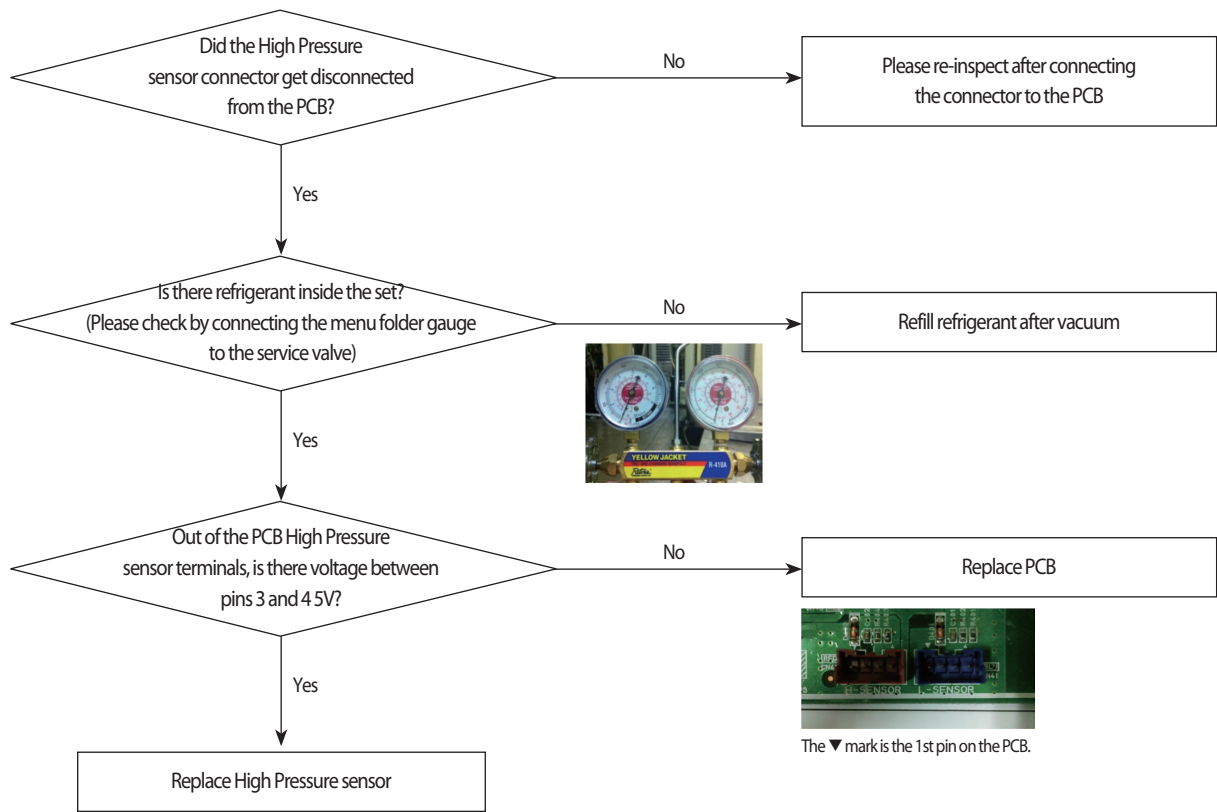 Did the High Pressure
sensor connector get disconnected
from the PCB?
No
Please re-inspect after connecting
the connector to the PCB
Yes
Is there refrigerant inside the set?
(Please check by connecting the menu folder gauge
to the service valve)
No
Refill refrigerant after vacuum
YELLOW JACKET
R-410A
Yes
Out of the PCB High Pressure
sensor terminals, is there voltage between
pins 3 and 4 5V?
No
Replace PCB
H-SENSOR
L-SENSOR
The ▼ mark is the 1st pin on the PCB.
Yes
Replace High Pressure sensor